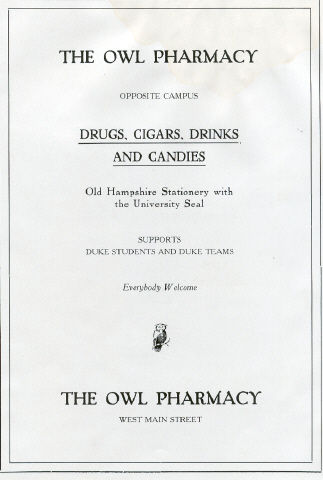 THE OWL PHARMACY
OPPOSITE CAMPUS
DRUGS, CIGARS, DRINKS
AND CANDIES
Old Hampshire Stationery with
the University Seal
SUPPORTS
DUKE STUDENTS AND DUKE TEAMS
Everybody Welcome
THE OWL PHARMACY
WEST MAIN STREET